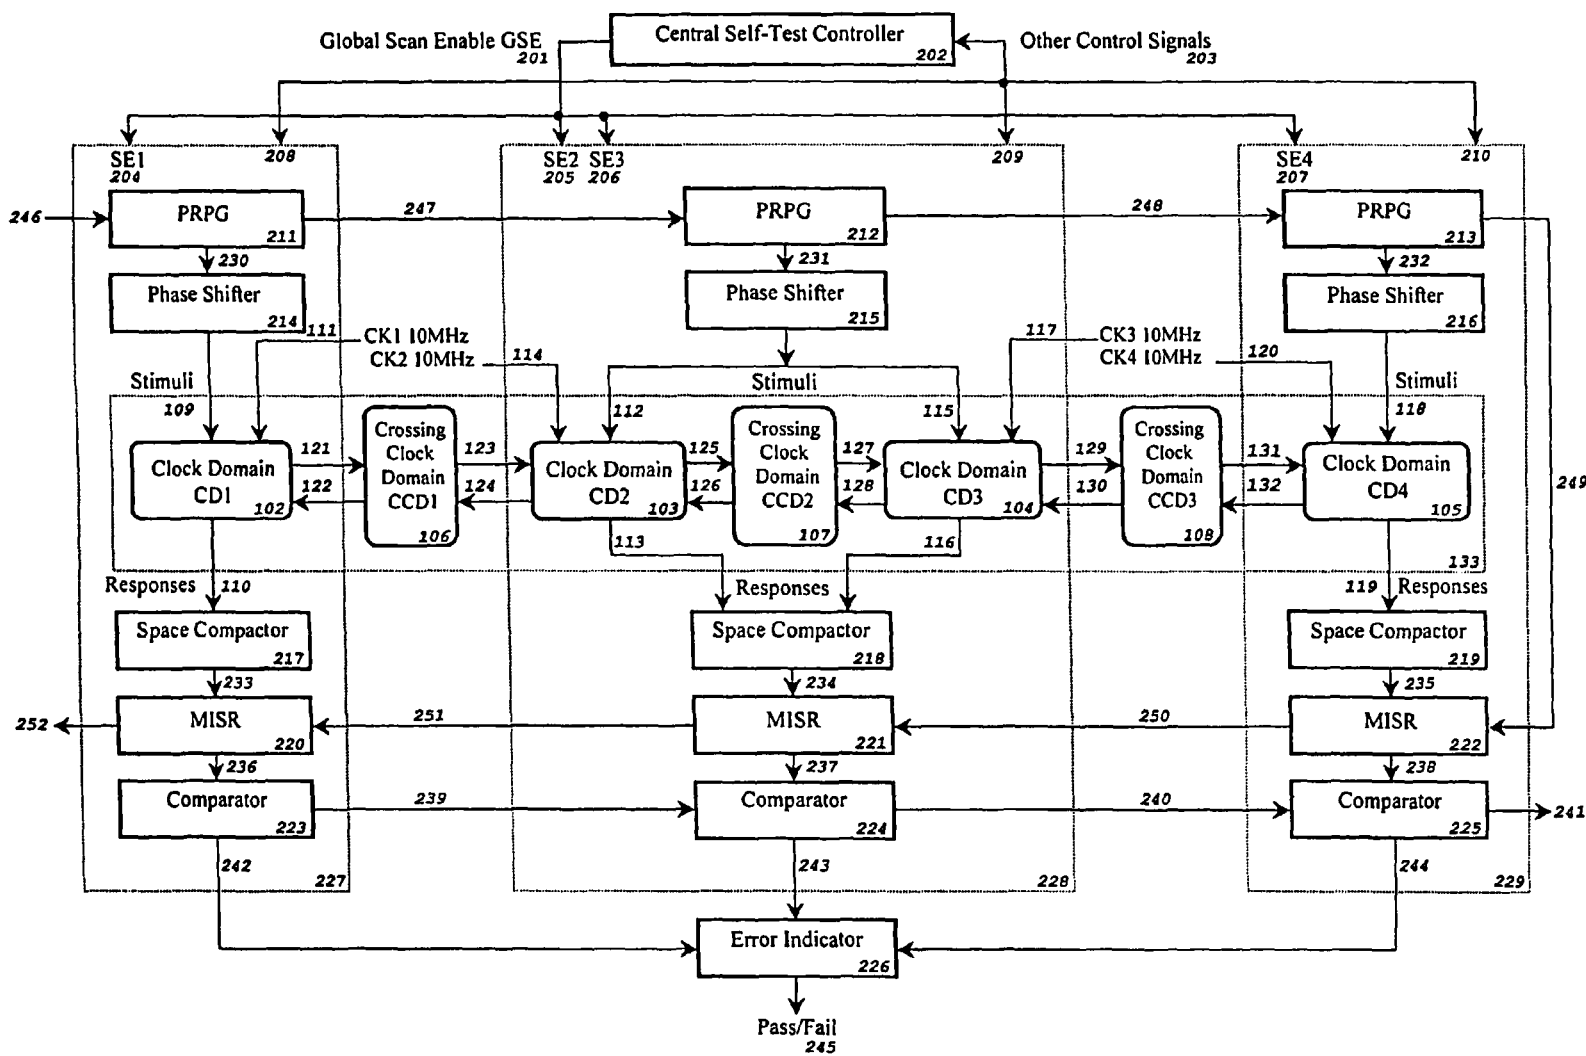 Global Scan Enable GSE
201
Central Self-Test Controller
202
Other Control Signals
203
SE1
204
208
SE2
205
SE3
206
209
SE4
207
210
246
PRPG
211
247
PRPG
212
248
PRPG
213
230
231
232
Phase Shifter
214
Phase Shifter
215
Phase Shifter
216
111
CK1 10MHz
CK2 10MHz
114
117
CK3 10MHz
CK4 10MHz
120
Stimuli
109
Stimuli
112
115
Stimuli
118
Clock Domain
CD1
102
121
122
Crossing
Clock
Domain
CCD1
106
123
124
Clock Domain
CD2
103
125
126
Crossing
Clock
Domain
CCD2
107
127
128
Clock Domain
CD3
104
129
130
Crossing
Clock
Domain
CCD3
108
131
132
Clock Domain
CD4
105
249
113
116
133
Responses
110
Responses
119
Responses
Space Compactor
217
Space Compactor
218
Space Compactor
219
233
234
235
252
MISR
220
251
MISR
221
250
MISR
222
236
237
238
Comparator
223
239
Comparator
224
240
Comparator
225
241
242
227
243
228
244
229
Error Indicator
226
Pass/Fail
245